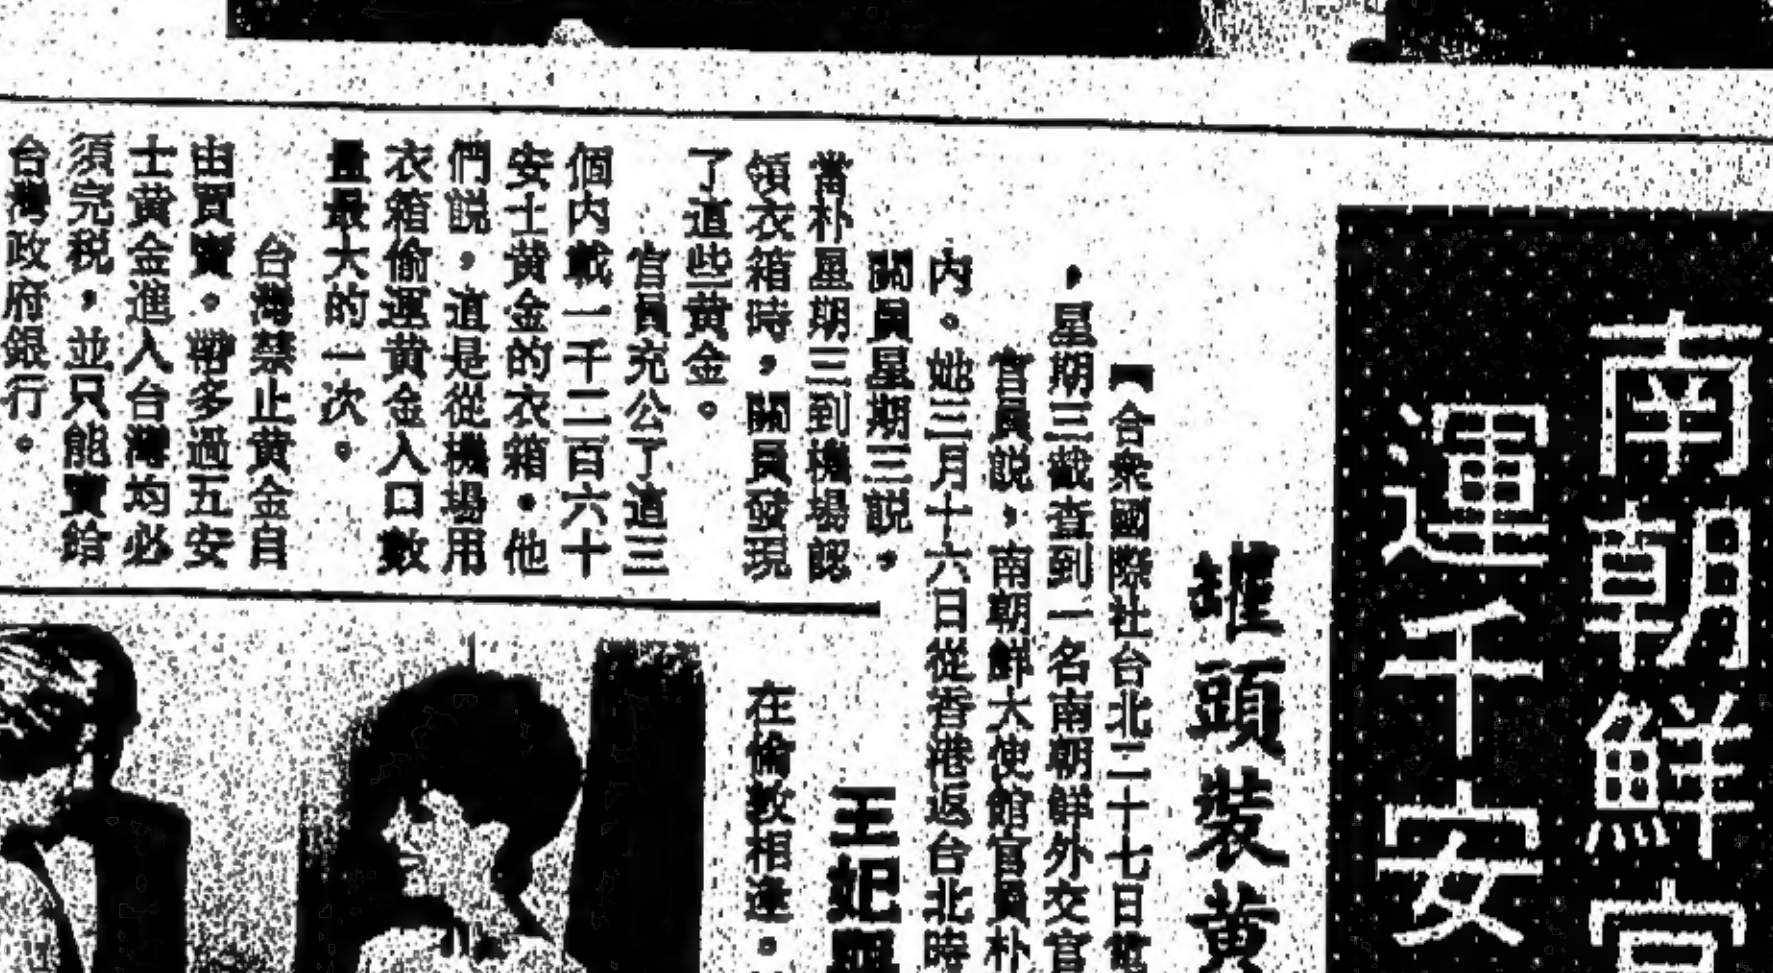 南朝鮮官
運千安
罐頭裝黃
【合衆國際社台北二十七日電
，星期三截查到一名南朝鮮外交官
官員說，南朝鮮大使館官員朴
內。她三月十六日從香港返台北時
關員星期三說，
當朴星期三到機場認
領衣箱時，關員發現
了這些黃金。
官員充公了這三
個內載一千二百六十
安士黃金的衣箱。他
們說，這是從機場用
衣箱偷運黃金入口數
量最大的一次。
台灣禁止黃金自
由買賣。帶多過五安
士黃金進入台灣均必
須完稅，並只能賣給
台灣政府銀行。
王妃與
在倫敦相逢。